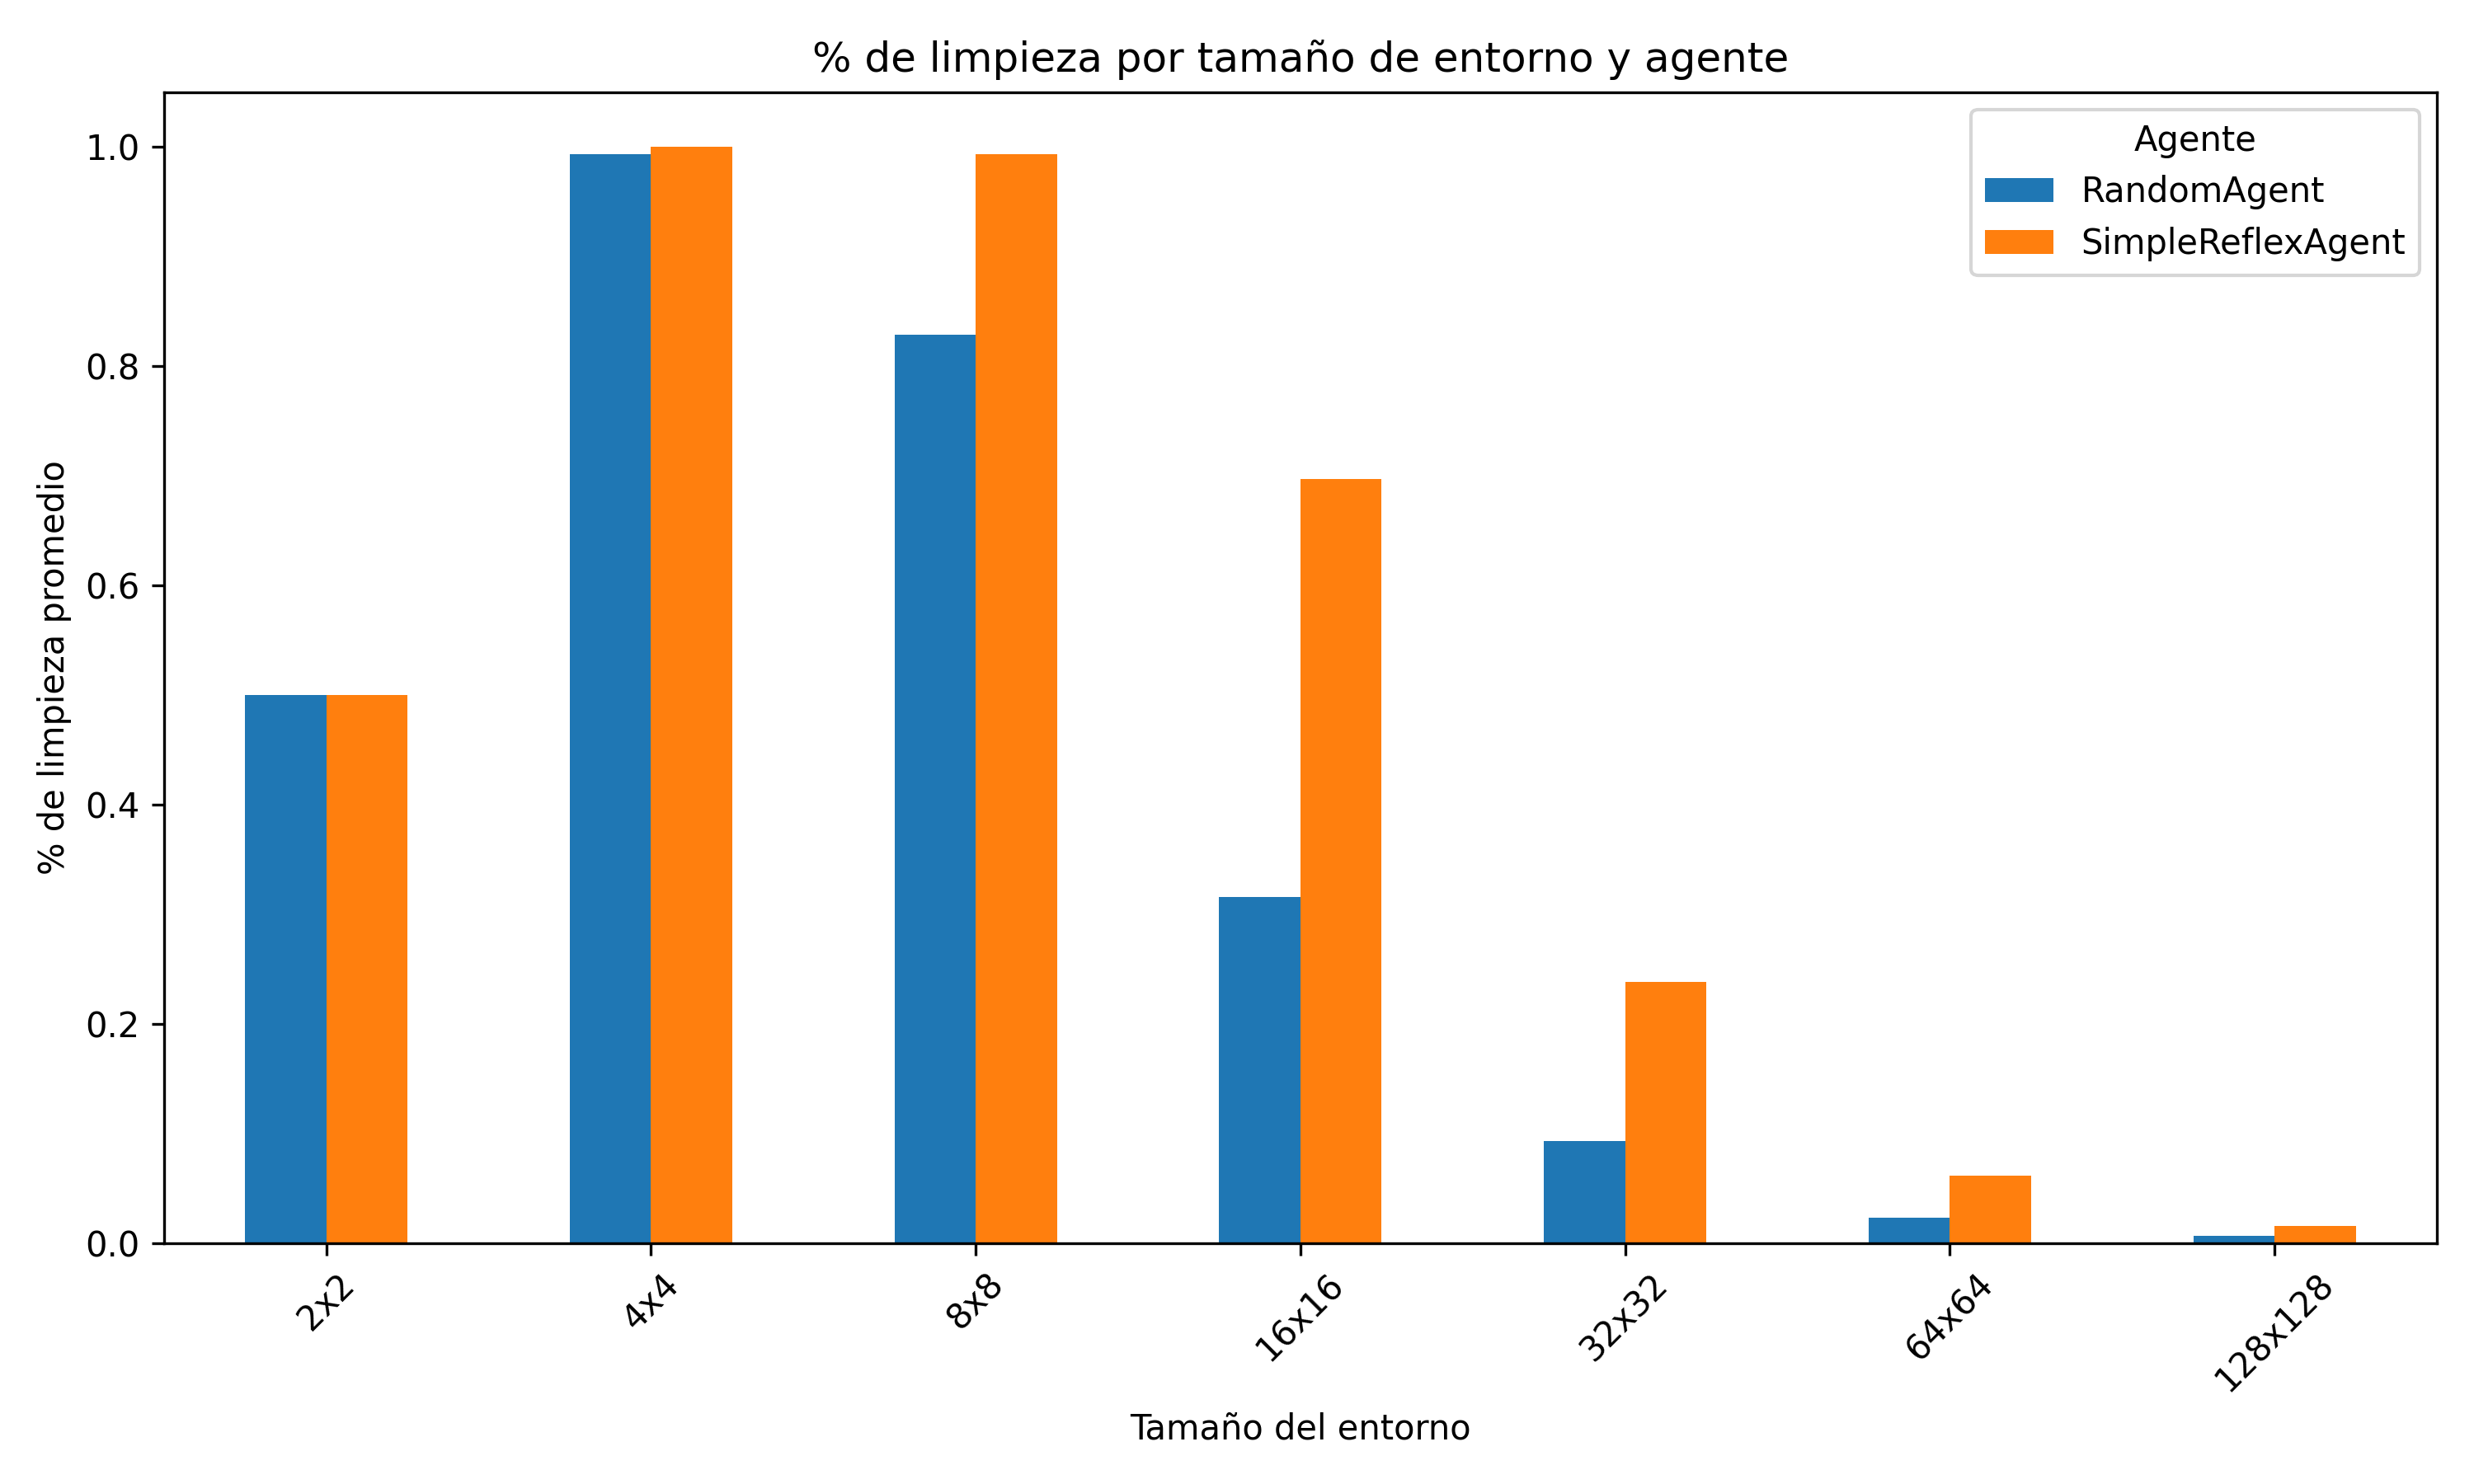 % de limpieza por tamaño de entorno y agente
Agente
RandomAgent
SimpleReflexAgent
% de limpieza promedio
1.0
0.8
0.6
0.4
0.2
0.0
2x2
4x4
8x8
16x16
32x32
64x64
128x128
Tamaño del entorno